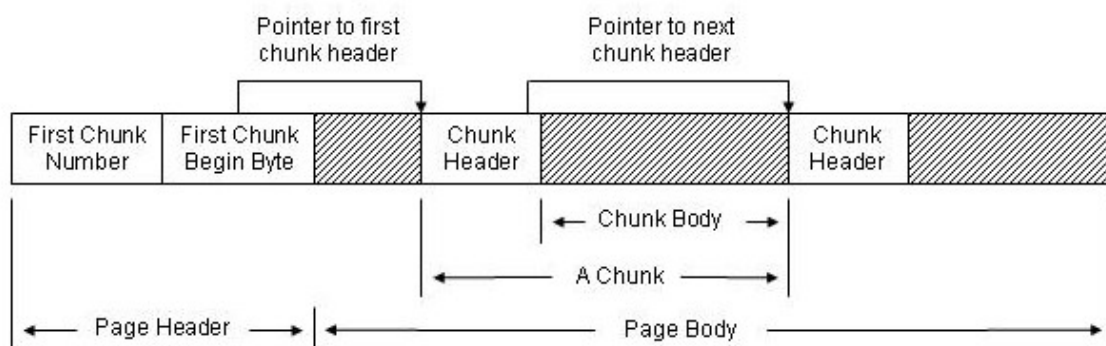 Pointer to first
chunk header
Pointer to next
chunk header
First Chunk
Number
First Chunk
Begin Byte
Chunk
Header
Chunk
Header
Chunk Body
A Chunk
Page Header
Page Body